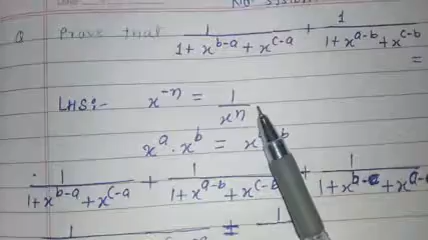 Q Prove that 1/(1 + x^(b-a) + x^(c-a)) + 1/(1 + x^(a-b) + x^(c-b))
=
LHS:- x^(-n) = 1/x^n
x^a . x^b = x
1/(1 + x^(b-a) + x^(c-a)) + 1/(1 + x^(a-b) + x^(c-b)) + 1/(1 + x^(b-c) + x^(a-